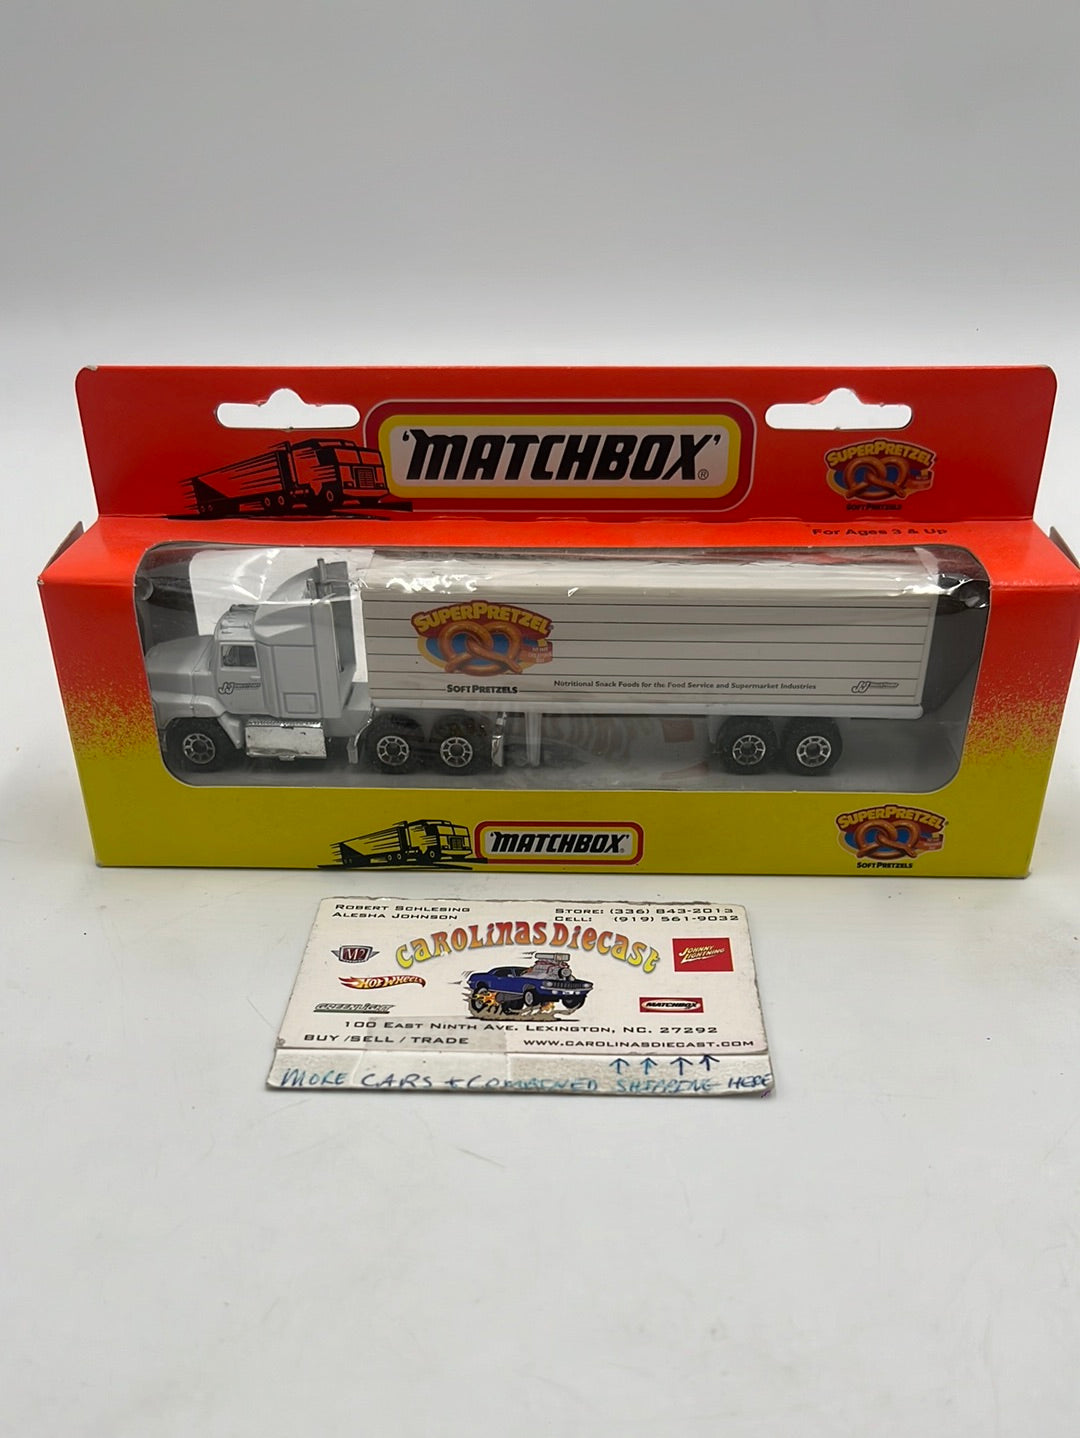 'MATCHBOX'®
SUPERPRETZEL
SOFT PRETZELS
For Ages 3 & Up
SUPERPRETZEL
SOFT PRETZELS
Nutritional Snack Foods for the Food Service and Supermarket Industries
J&J
J&J
'MATCHBOX'®
SUPERPRETZEL
SOFT PRETZELS
ROBERT SCHLESING
ALESHA JOHNSON
STORE: (336) 843-2013
CELL: (919) 561-9032
CAROLINAS DIECAST
M2
JOHNNY LIGHTNING
HOT WHEELS
GREENLIGHT
MATCHBOX
100 EAST NINTH AVE. LEXINGTON, NC. 27292
BUY / SELL / TRADE
WWW.CAROLINASDIECAST.COM
MORE CARS + COMBINED SHIPPING HERE